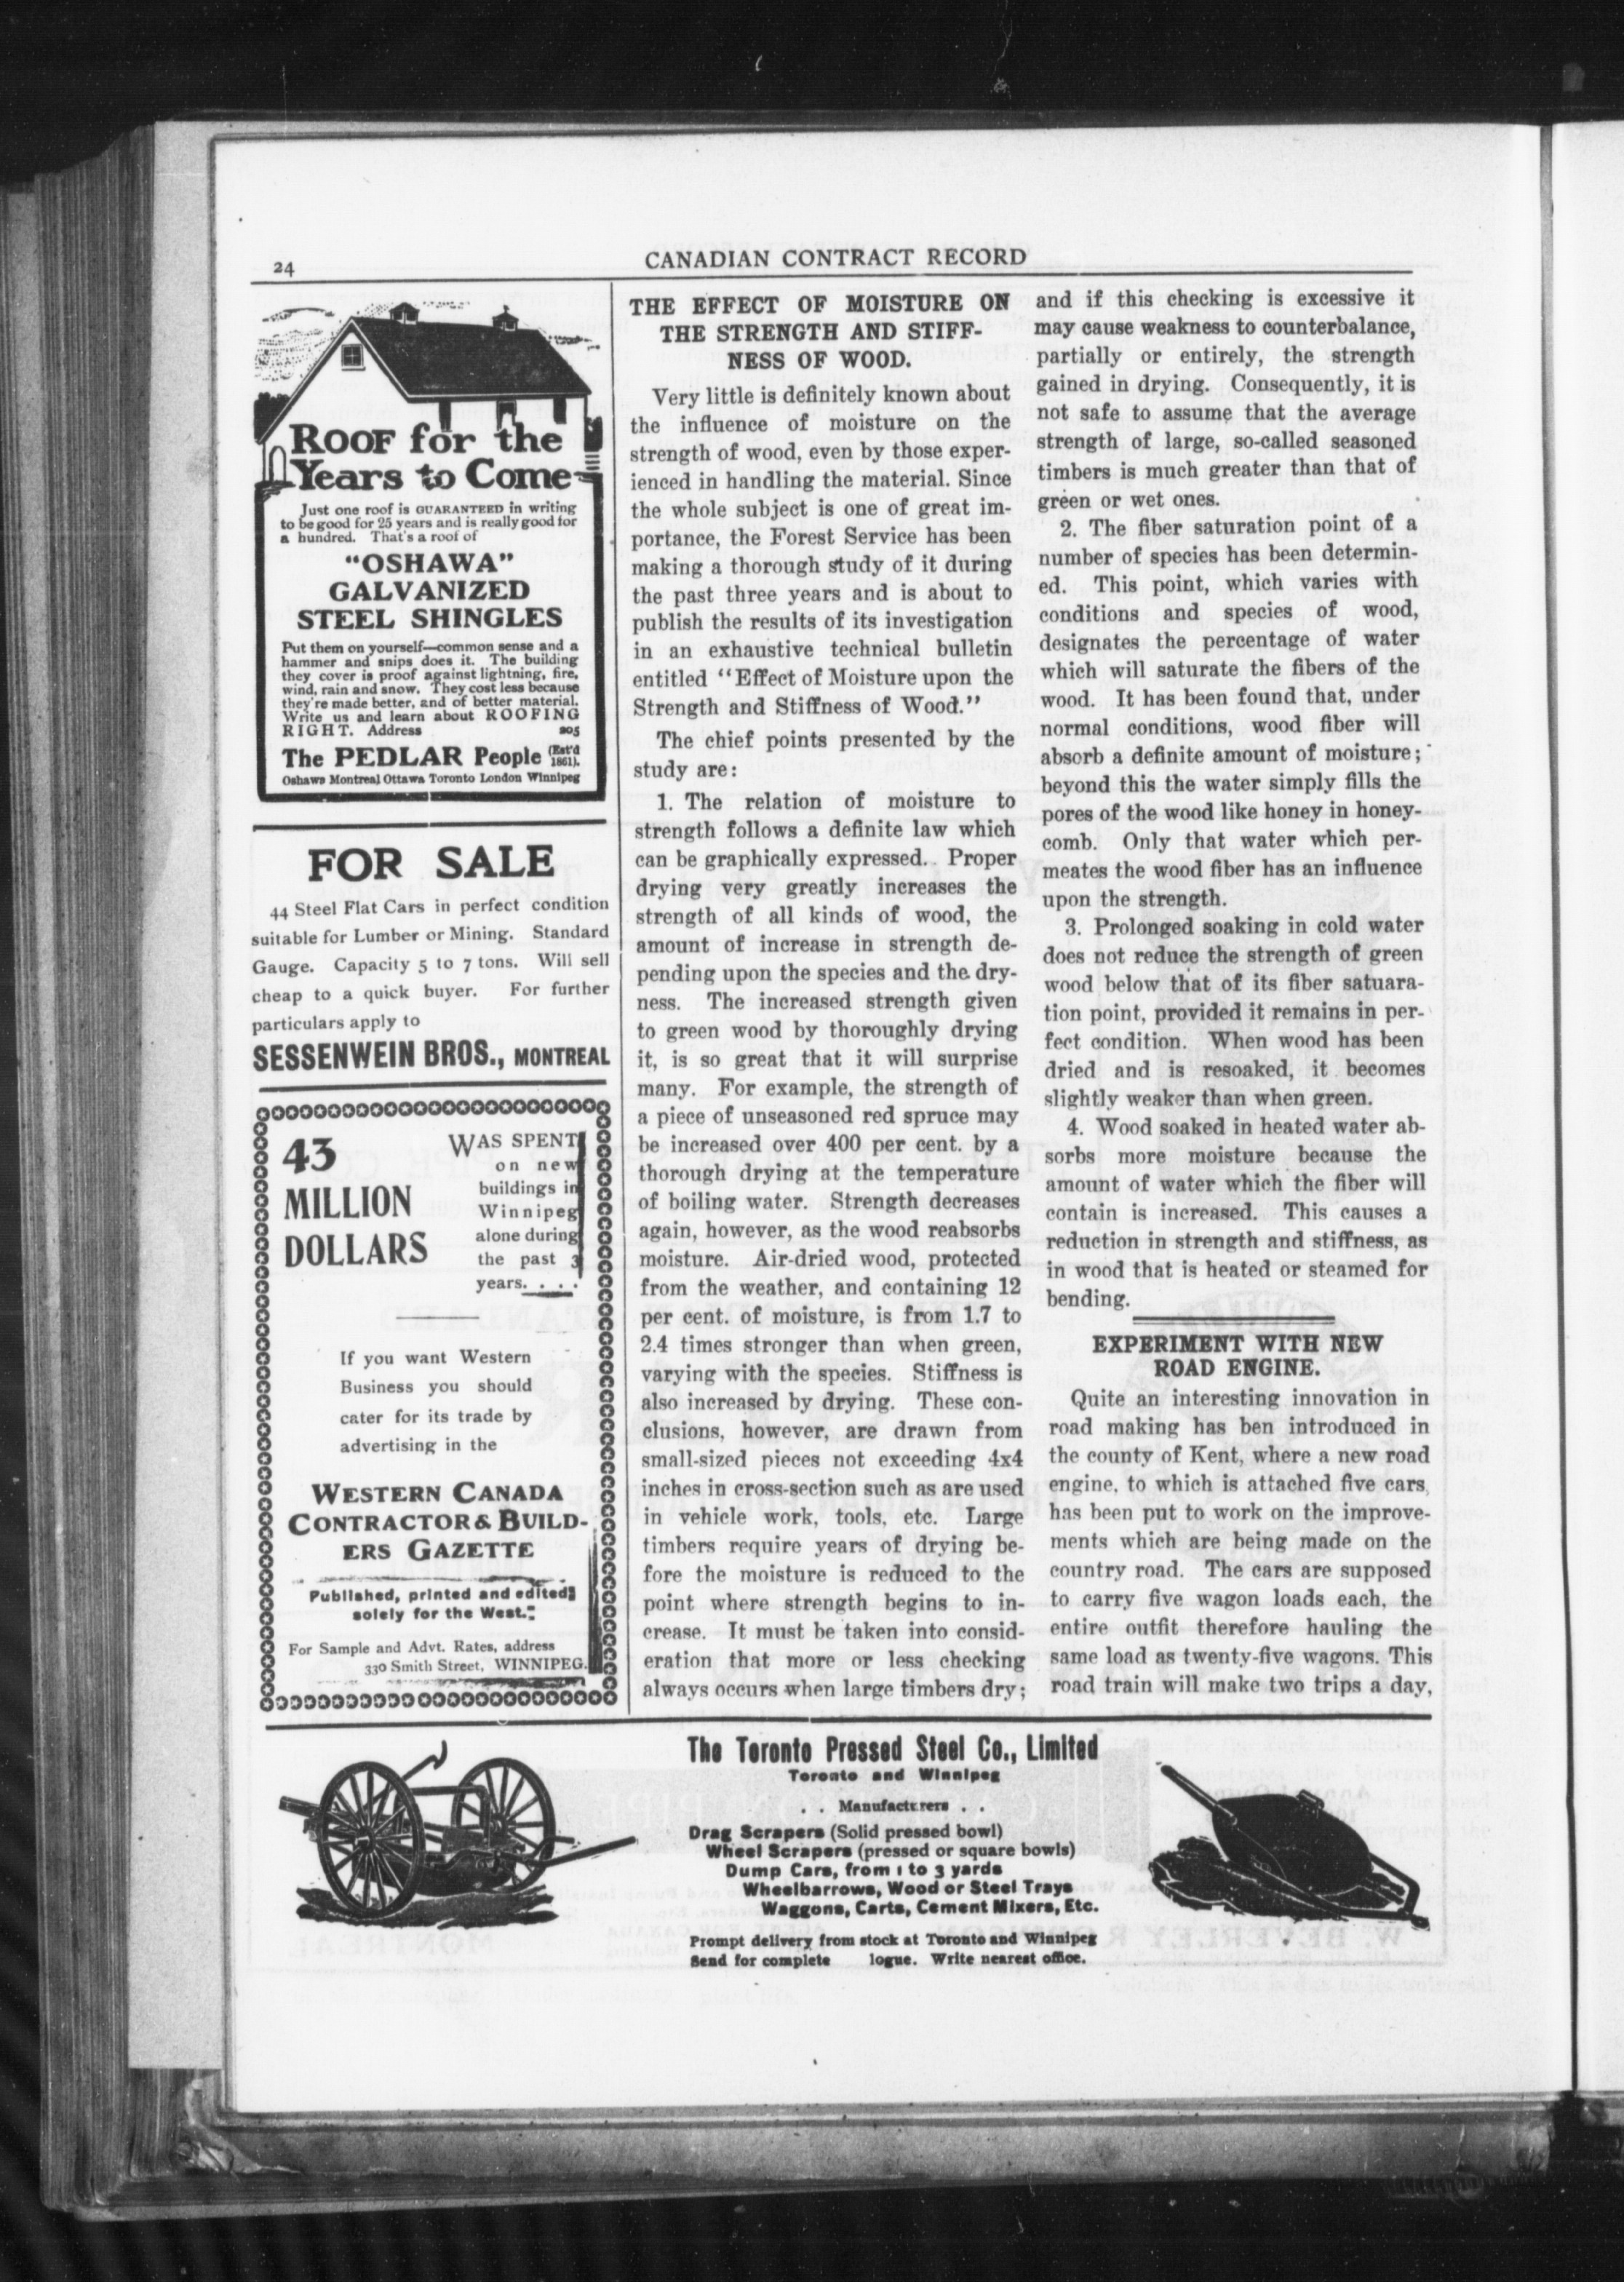 24
CANADIAN CONTRACT RECORD
ROOF for the
Years to Come
Just one roof is GUARANTEED in writing
to be good for 25 years and is really good for
a hundred. That's a roof of
"OSHAWA"
GALVANIZED
STEEL SHINGLES
Put them on yourself—common sense and a
hammer and snips does it. The building
they cover is proof against lightning, fire,
wind, rain and snow. They cost less because
they're made better, and of better material.
Write us and learn about ROOFING
RIGHT. Address 205
The PEDLAR People (Est'd 1861).
Oshawa Montreal Ottawa Toronto London Winnipeg
FOR SALE
44 Steel Flat Cars in perfect condition
suitable for Lumber or Mining. Standard
Gauge. Capacity 5 to 7 tons. Will sell
cheap to a quick buyer. For further
particulars apply to
SESSENWEIN BROS., MONTREAL
43
MILLION
DOLLARS
WAS SPENT
on new
buildings in
Winnipeg
alone during
the past 3
years. . . .
If you want Western
Business you should
cater for its trade by
advertising in the
WESTERN CANADA
CONTRACTOR & BUILD-
ERS GAZETTE
Published, printed and edited
solely for the West.
For Sample and Advt. Rates, address
330 Smith Street, WINNIPEG.
THE EFFECT OF MOISTURE ON
THE STRENGTH AND STIFF-
NESS OF WOOD.
Very little is definitely known about
the influence of moisture on the
strength of wood, even by those exper-
ienced in handling the material. Since
the whole subject is one of great im-
portance, the Forest Service has been
making a thorough study of it during
the past three years and is about to
publish the results of its investigation
in an exhaustive technical bulletin
entitled "Effect of Moisture upon the
Strength and Stiffness of Wood."
The chief points presented by the
study are:
1. The relation of moisture to
strength follows a definite law which
can be graphically expressed. Proper
drying very greatly increases the
strength of all kinds of wood, the
amount of increase in strength de-
pending upon the species and the dry-
ness. The increased strength given
to green wood by thoroughly drying
it, is so great that it will surprise
many. For example, the strength of
a piece of unseasoned red spruce may
be increased over 400 per cent. by a
thorough drying at the temperature
of boiling water. Strength decreases
again, however, as the wood reabsorbs
moisture. Air-dried wood, protected
from the weather, and containing 12
per cent. of moisture, is from 1.7 to
2.4 times stronger than when green,
varying with the species. Stiffness is
also increased by drying. These con-
clusions, however, are drawn from
small-sized pieces not exceeding 4x4
inches in cross-section such as are used
in vehicle work, tools, etc. Large
timbers require years of drying be-
fore the moisture is reduced to the
point where strength begins to in-
crease. It must be taken into consid-
eration that more or less checking
always occurs when large timbers dry;
and if this checking is excessive it
may cause weakness to counterbalance,
partially or entirely, the strength
gained in drying. Consequently, it is
not safe to assume that the average
strength of large, so-called seasoned
timbers is much greater than that of
green or wet ones.
2. The fiber saturation point of a
number of species has been determin-
ed. This point, which varies with
conditions and species of wood,
designates the percentage of water
which will saturate the fibers of the
wood. It has been found that, under
normal conditions, wood fiber will
absorb a definite amount of moisture;
beyond this the water simply fills the
pores of the wood like honey in honey-
comb. Only that water which per-
meates the wood fiber has an influence
upon the strength.
3. Prolonged soaking in cold water
does not reduce the strength of green
wood below that of its fiber satuara-
tion point, provided it remains in per-
fect condition. When wood has been
dried and is resoaked, it becomes
slightly weaker than when green.
4. Wood soaked in heated water ab-
sorbs more moisture because the
amount of water which the fiber will
contain is increased. This causes a
reduction in strength and stiffness, as
in wood that is heated or steamed for
bending.
EXPERIMENT WITH NEW
ROAD ENGINE.
Quite an interesting innovation in
road making has ben introduced in
the county of Kent, where a new road
engine, to which is attached five cars,
has been put to work on the improve-
ments which are being made on the
country road. The cars are supposed
to carry five wagon loads each, the
entire outfit therefore hauling the
same load as twenty-five wagons. This
road train will make two trips a day,
The Toronto Pressed Steel Co., Limited
Toronto and Winnipeg
. . Manufacturers . .
Drag Scrapers (Solid pressed bowl)
Wheel Scrapers (pressed or square bowls)
Dump Cars, from 1 to 3 yards
Wheelbarrows, Wood or Steel Trays
Waggons, Carts, Cement Mixers, Etc.
Prompt delivery from stock at Toronto and Winnipeg
Send for complete logue. Write nearest office.